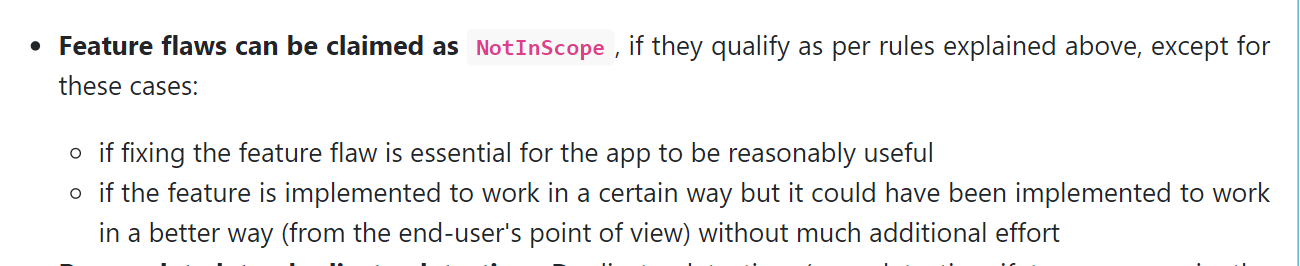 Feature flaws can be claimed as NotInScope , if they qualify as per rules explained above, except for
these cases:
if fixing the feature flaw is essential for the app to be reasonably useful
if the feature is implemented to work in a certain way but it could have been implemented to work
in a better way (from the end-user's point of view) without much additional effort